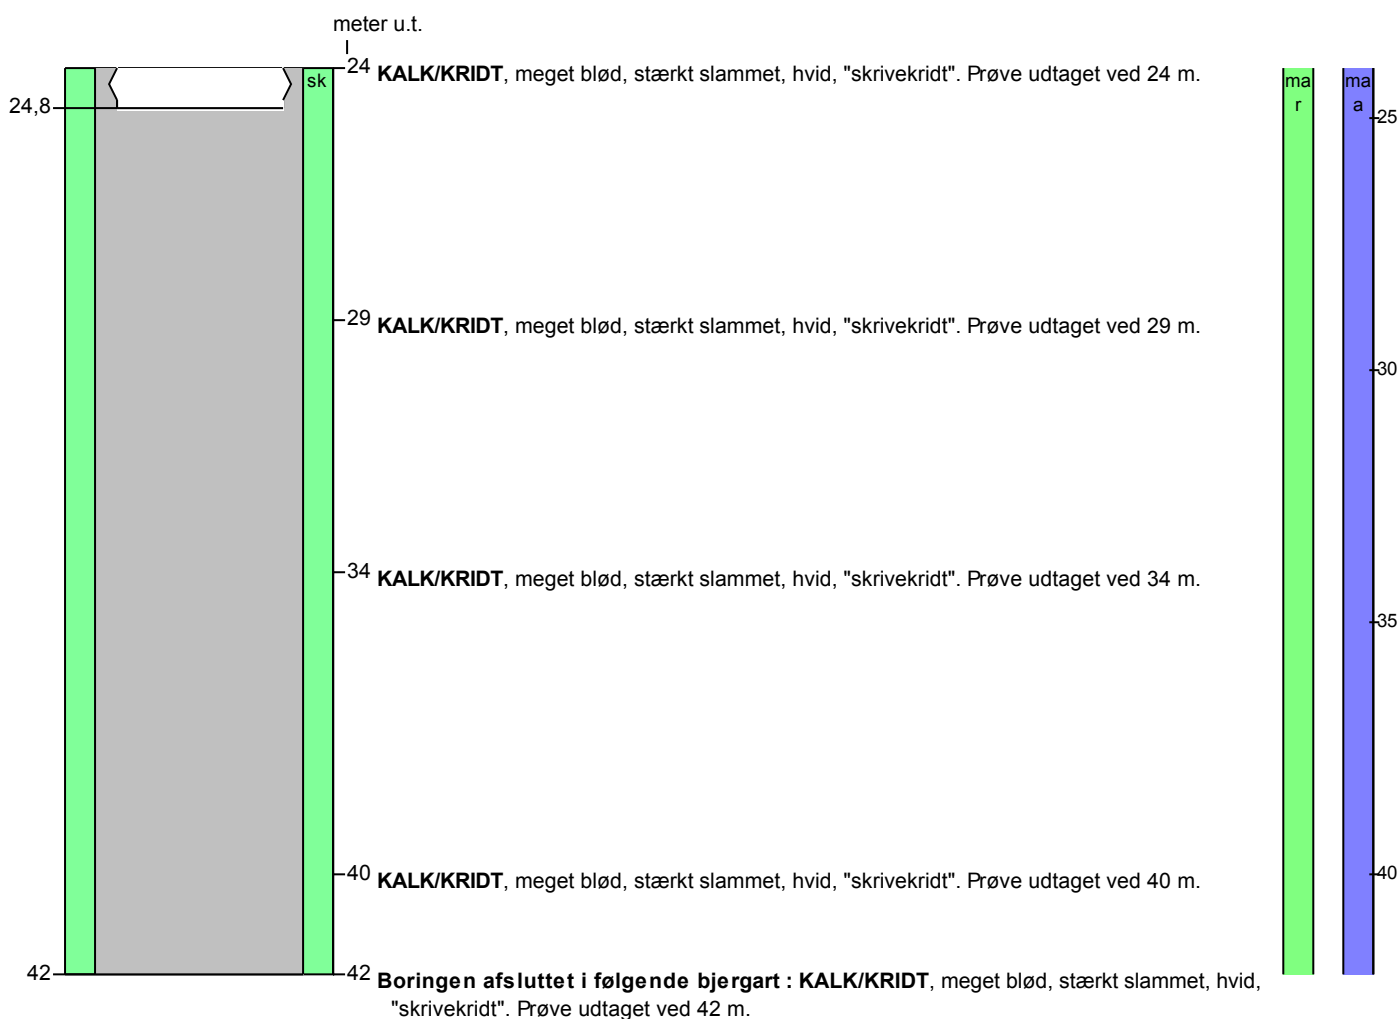 meter u.t.
24 KALK/KRIDT, meget blød, stærkt slammet, hvid, "skrivekridt". Prøve udtaget ved 24 m.
sk
ma
r
ma
a
24,8
25
29 KALK/KRIDT, meget blød, stærkt slammet, hvid, "skrivekridt". Prøve udtaget ved 29 m.
30
34 KALK/KRIDT, meget blød, stærkt slammet, hvid, "skrivekridt". Prøve udtaget ved 34 m.
35
40 KALK/KRIDT, meget blød, stærkt slammet, hvid, "skrivekridt". Prøve udtaget ved 40 m.
40
42
42 Boringen afsluttet i følgende bjergart : KALK/KRIDT, meget blød, stærkt slammet, hvid,
"skrivekridt". Prøve udtaget ved 42 m.